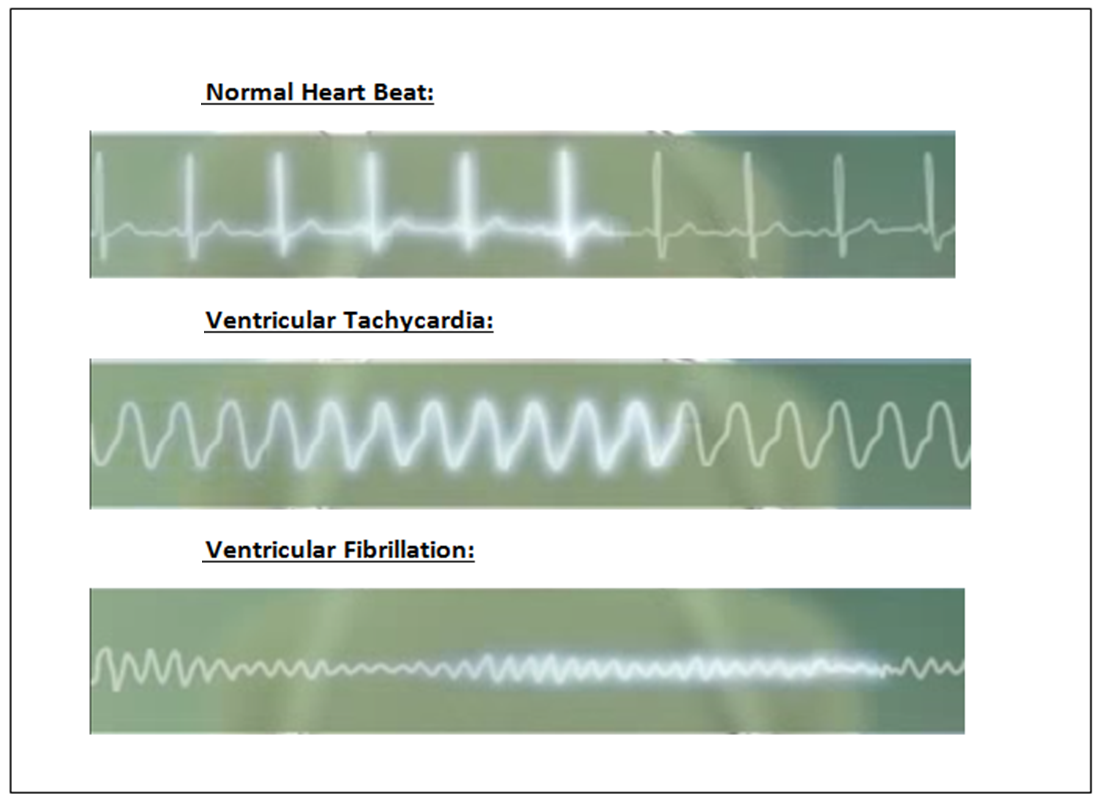 Normal Heart Beat:
Ventricular Tachycardia:
Ventricular Fibrillation: